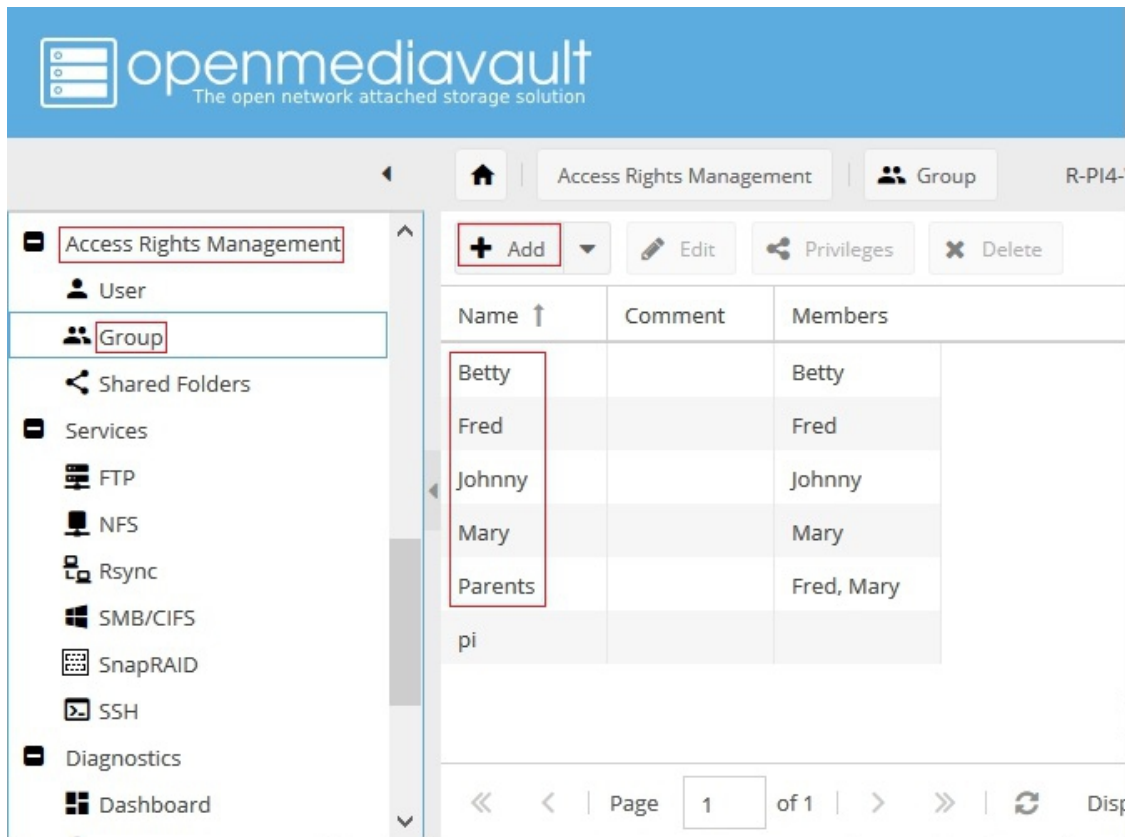 openmediavault
The open network attached storage solution
Access Rights Management
Group
R-PI4-
Access Rights Management
User
Group
Shared Folders
Services
FTP
NFS
Rsync
SMB/CIFS
SnapRAID
SSH
Diagnostics
Dashboard
Add
Edit
Privileges
Delete
Name Comment Members
Betty Betty
Fred Fred
Johnny Johnny
Mary Mary
Parents Fred, Mary
pi
Page 1 of 1 Disp